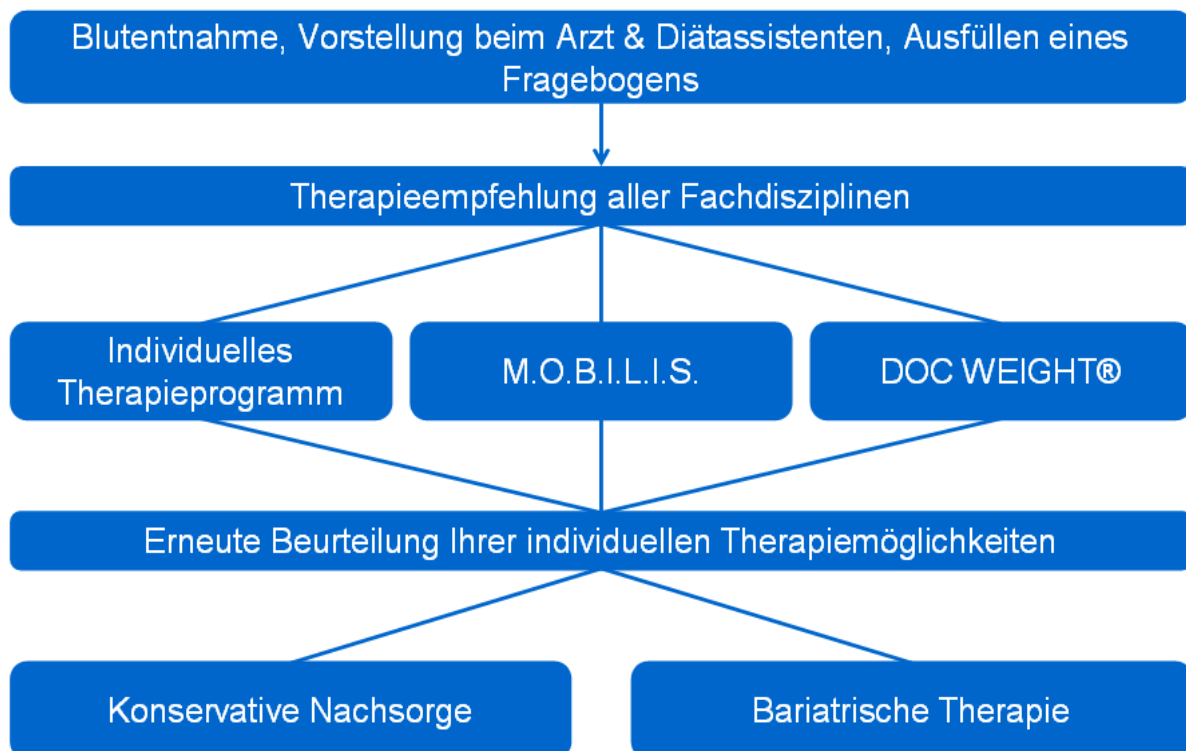 Blutentnahme, Vorstellung beim Arzt & Diätassistenten, Ausfüllen eines
Fragebogens
Therapieempfehlung aller Fachdisziplinen
Individuelles
Therapieprogramm
M.O.B.I.L.I.S.
DOC WEIGHT®
Erneute Beurteilung Ihrer individuellen Therapiemöglichkeiten
Konservative Nachsorge
Bariatrische Therapie